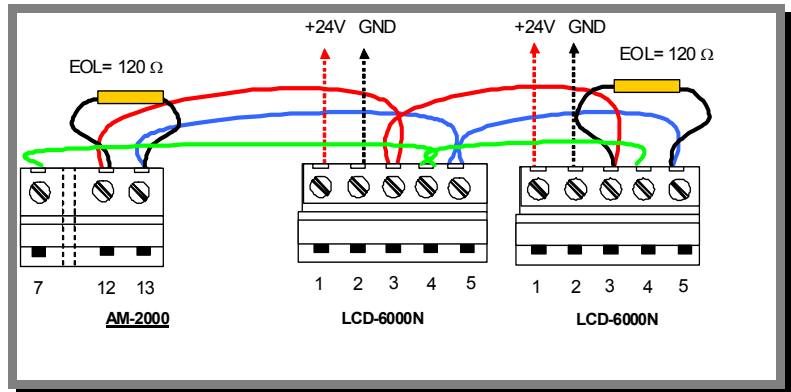 +24V GND
+24V GND
EOL= 120 Ω
EOL= 120 Ω
7 12 13
1 2 3 4 5
1 2 3 4 5
AM-2000
LCD-6000N
LCD-6000N